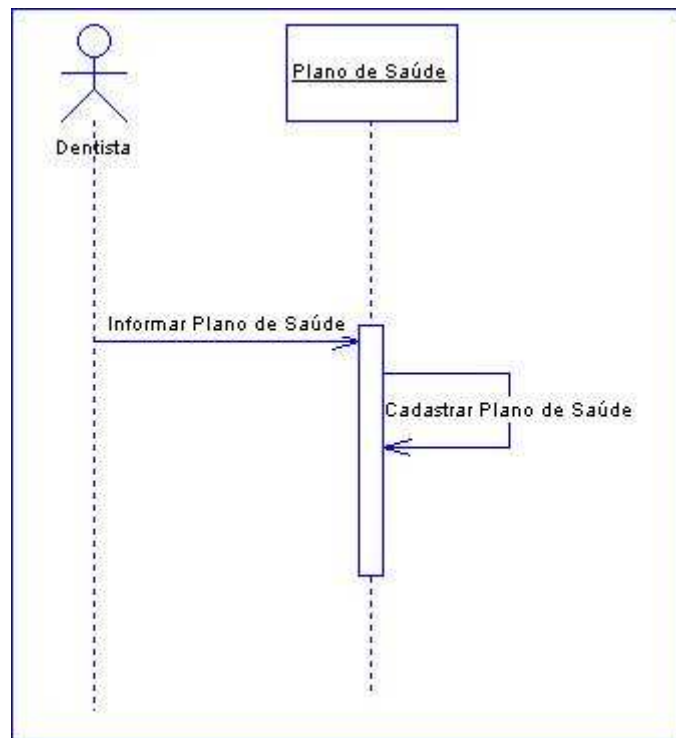 Plano de Saúde
Dentista
Informar Plano de Saúde
Cadastrar Plano de Saúde